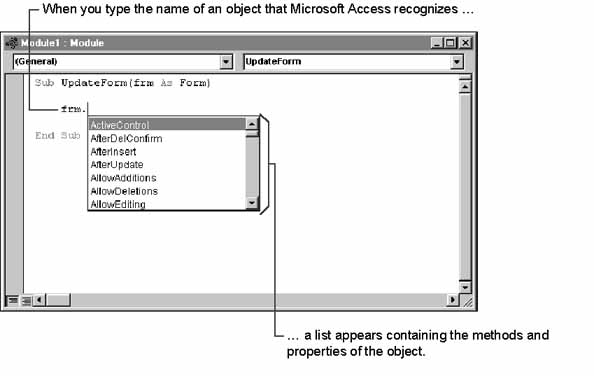 When you type the name of an object that Microsoft Access recognizes …
Module1 : Module
(General) UpdateForm
Sub UpdateForm(frm As Form)
frm.
ActiveControl
AfterDelConfirm
AfterInsert
AfterUpdate
AllowAdditions
AllowDeletions
AllowEditing
End Sub
… a list appears containing the methods and
properties of the object.